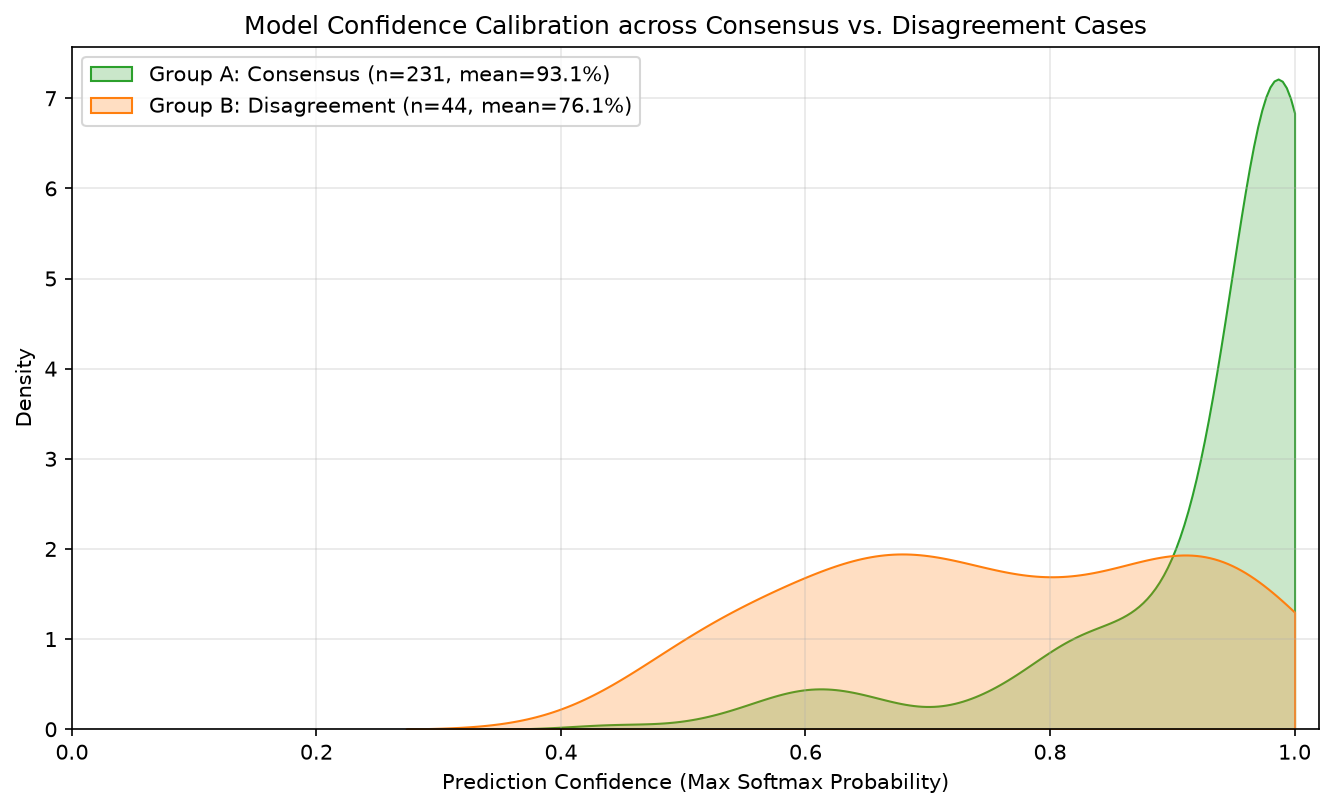 Model Confidence Calibration across Consensus vs. Disagreement Cases
Group A: Consensus (n=231, mean=93.1%)
Group B: Disagreement (n=44, mean=76.1%)
Density
7
6
5
4
3
2
1
0
0.0 0.2 0.4 0.6 0.8 1.0
Prediction Confidence (Max Softmax Probability)